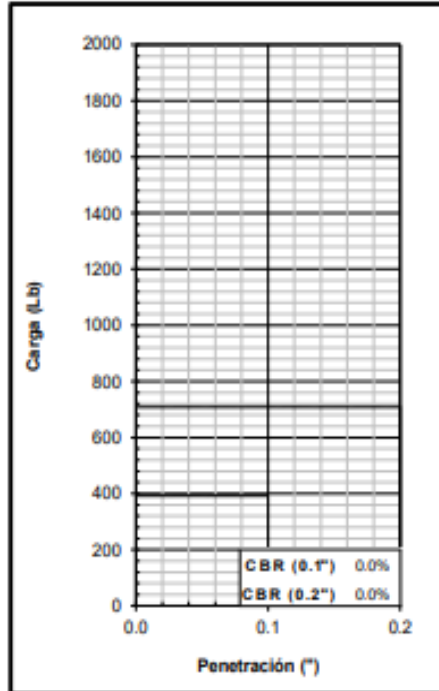 2000
1800
1600
1400
1200
1000
800
600
400
200
0
Carga (Lb)
CBR (0.1") 0.0%
CBR (0.2") 0.0%
0.0 0.1 0.2
Penetración (")